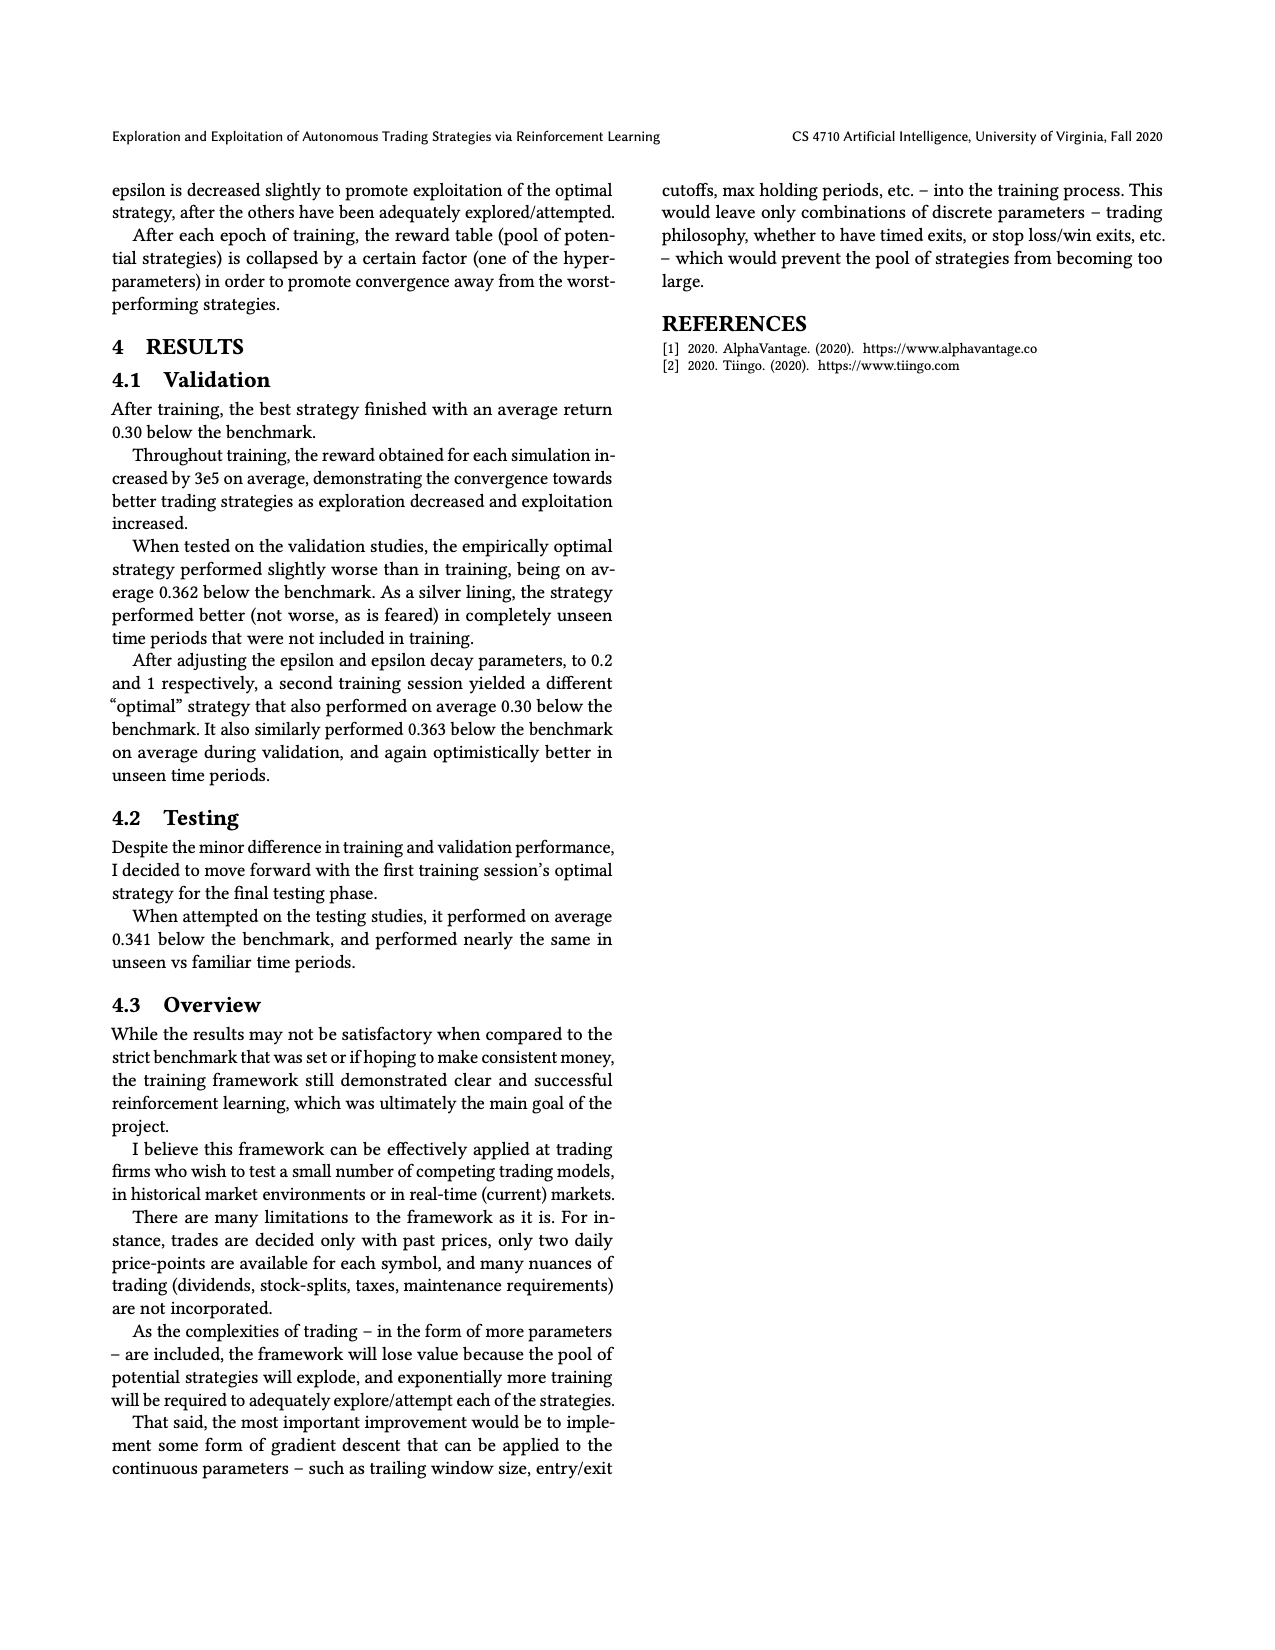 Exploration and Exploitation of Autonomous Trading Strategies via Reinforcement Learning
CS 4710 Artificial Intelligence, University of Virginia, Fall 2020
epsilon is decreased slightly to promote exploitation of the optimal
strategy, after the others have been adequately explored/attempted.
After each epoch of training, the reward table (pool of poten-
tial strategies) is collapsed by a certain factor (one of the hyper-
parameters) in order to promote convergence away from the worst-
performing strategies.
4 RESULTS
4.1 Validation
After training, the best strategy finished with an average return
0.30 below the benchmark.
Throughout training, the reward obtained for each simulation in-
creased by 3e5 on average, demonstrating the convergence towards
better trading strategies as exploration decreased and exploitation
increased.
When tested on the validation studies, the empirically optimal
strategy performed slightly worse than in training, being on av-
erage 0.362 below the benchmark. As a silver lining, the strategy
performed better (not worse, as is feared) in completely unseen
time periods that were not included in training.
After adjusting the epsilon and epsilon decay parameters, to 0.2
and 1 respectively, a second training session yielded a different
“optimal” strategy that also performed on average 0.30 below the
benchmark. It also similarly performed 0.363 below the benchmark
on average during validation, and again optimistically better in
unseen time periods.
4.2 Testing
Despite the minor difference in training and validation performance,
I decided to move forward with the first training session’s optimal
strategy for the final testing phase.
When attempted on the testing studies, it performed on average
0.341 below the benchmark, and performed nearly the same in
unseen vs familiar time periods.
4.3 Overview
While the results may not be satisfactory when compared to the
strict benchmark that was set or if hoping to make consistent money,
the training framework still demonstrated clear and successful
reinforcement learning, which was ultimately the main goal of the
project.
I believe this framework can be effectively applied at trading
firms who wish to test a small number of competing trading models,
in historical market environments or in real-time (current) markets.
There are many limitations to the framework as it is. For in-
stance, trades are decided only with past prices, only two daily
price-points are available for each symbol, and many nuances of
trading (dividends, stock-splits, taxes, maintenance requirements)
are not incorporated.
As the complexities of trading – in the form of more parameters
– are included, the framework will lose value because the pool of
potential strategies will explode, and exponentially more training
will be required to adequately explore/attempt each of the strategies.
That said, the most important improvement would be to imple-
ment some form of gradient descent that can be applied to the
continuous parameters – such as trailing window size, entry/exit
cutoffs, max holding periods, etc. – into the training process. This
would leave only combinations of discrete parameters – trading
philosophy, whether to have timed exits, or stop loss/win exits, etc.
– which would prevent the pool of strategies from becoming too
large.
REFERENCES
[1] 2020. AlphaVantage. (2020). https://www.alphavantage.co
[2] 2020. Tiingo. (2020). https://www.tiingo.com